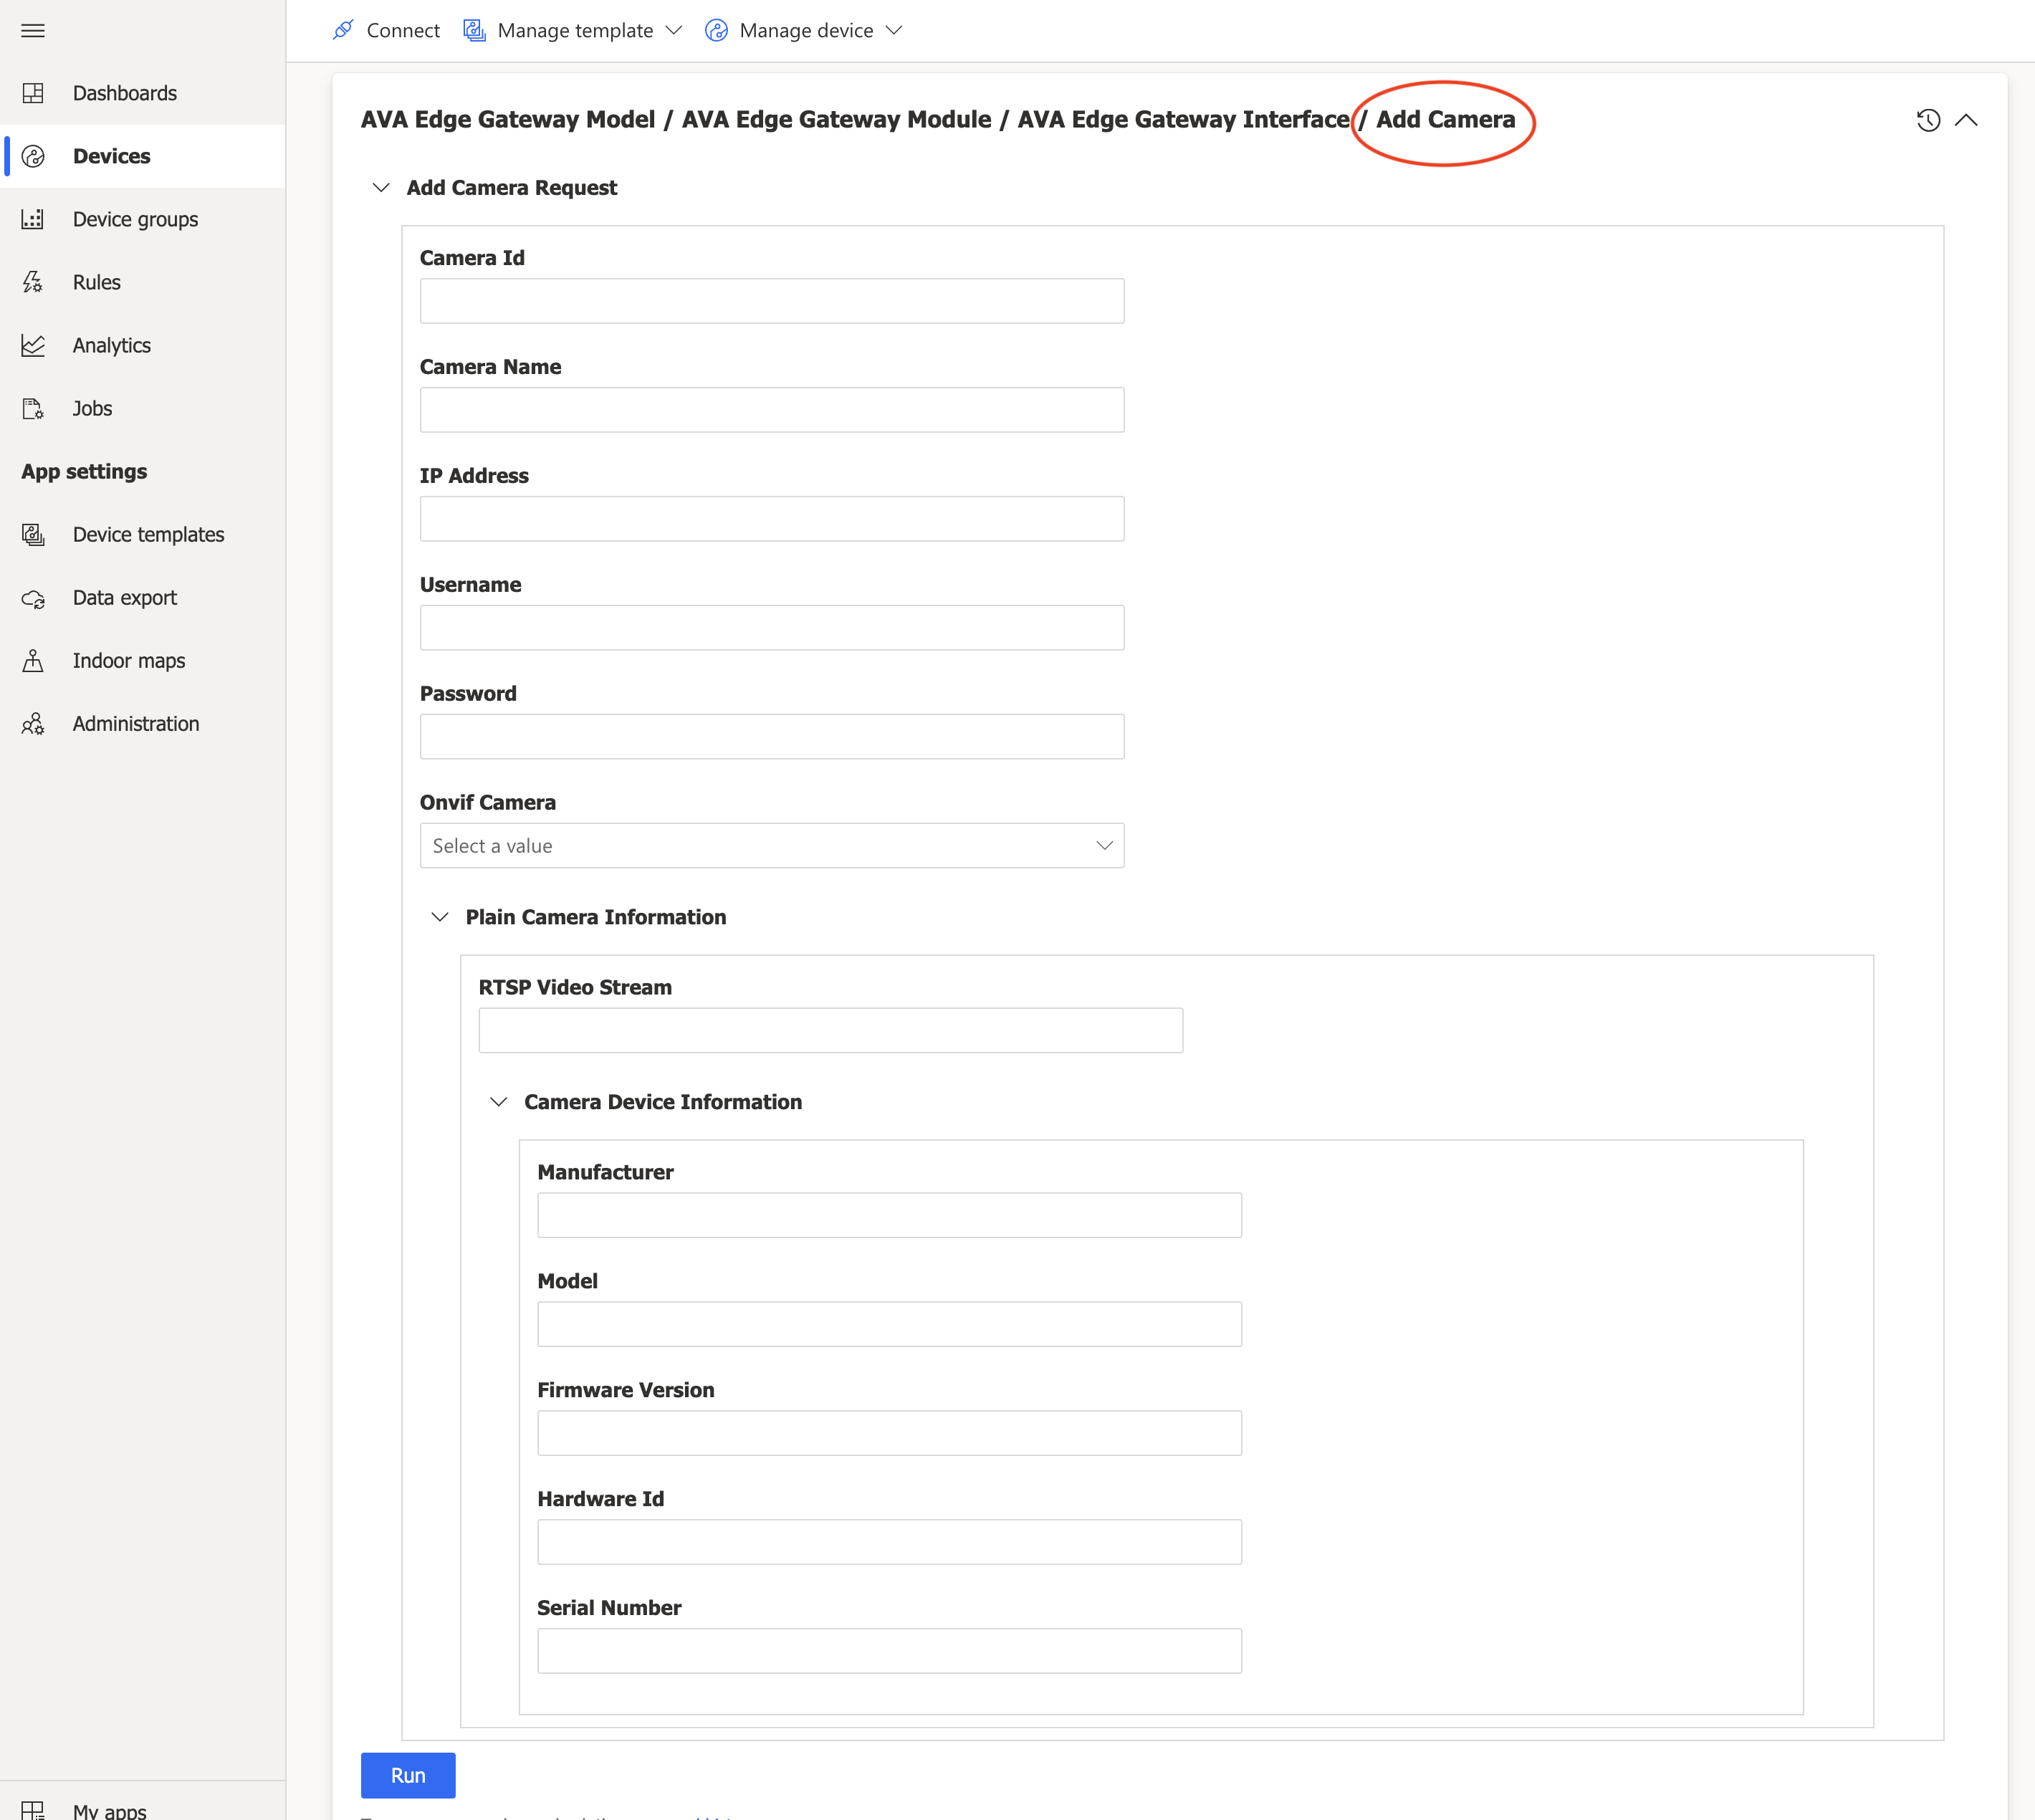 Connect
Manage template
Manage device
Dashboards
Devices
Device groups
Rules
Analytics
Jobs
App settings
Device templates
Data export
Indoor maps
Administration
My apps
AVA Edge Gateway Model / AVA Edge Gateway Module / AVA Edge Gateway Interface / Add Camera
Add Camera Request
Camera Id
Camera Name
IP Address
Username
Password
Onvif Camera
Select a value
Plain Camera Information
RTSP Video Stream
Camera Device Information
Manufacturer
Model
Firmware Version
Hardware Id
Serial Number
Run